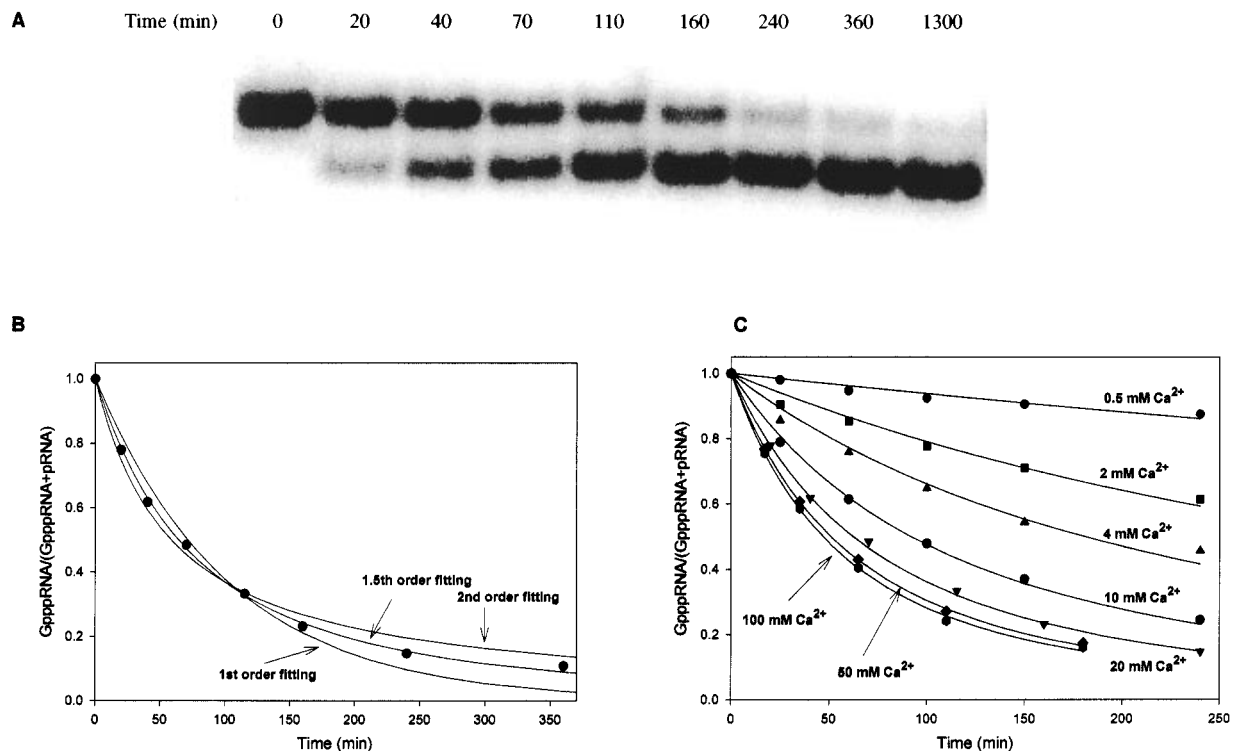 A
Time (min) 0 20 40 70 110 160 240 360 1300
B
GpppRNA/(GpppRNA+pRNA)
1.0
0.8
0.6
0.4
0.2
0.0
1.5th order fitting
2nd order fitting
1st order fitting
0 50 100 150 200 250 300 350
Time (min)
C
GpppRNA/(GpppRNA+pRNA)
1.0
0.8
0.6
0.4
0.2
0.0
0.5 mM Ca²⁺
2 mM Ca²⁺
4 mM Ca²⁺
10 mM Ca²⁺
100 mM Ca²⁺
50 mM Ca²⁺
20 mM Ca²⁺
0 50 100 150 200 250
Time (min)